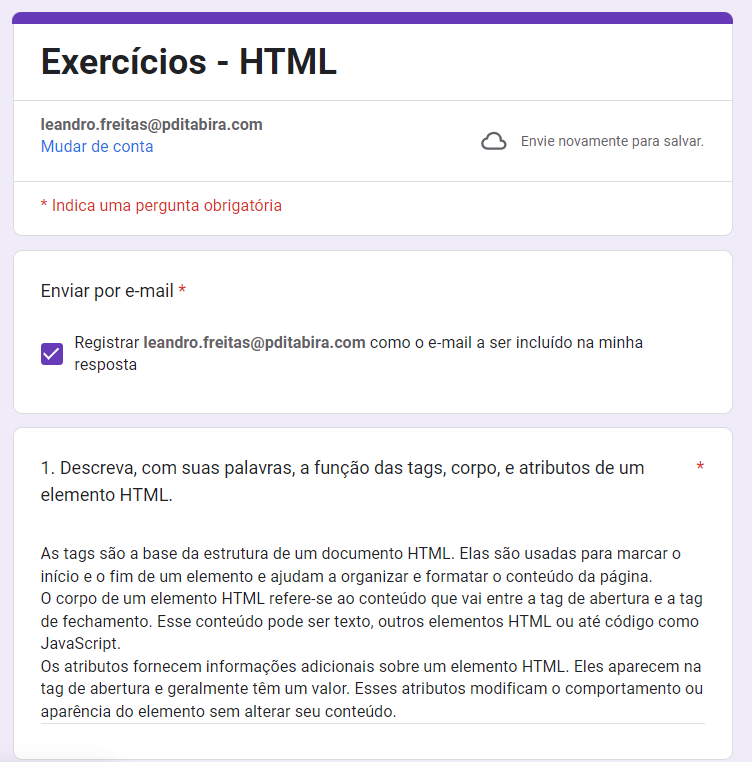 Exercícios - HTML
leandro.freitas@pditabira.com
Mudar de conta
Envie novamente para salvar.
* Indica uma pergunta obrigatória
Enviar por e-mail *
Registrar leandro.freitas@pditabira.com como o e-mail a ser incluído na minha
resposta
1. Descreva, com suas palavras, a função das tags, corpo, e atributos de um *
elemento HTML.
As tags são a base da estrutura de um documento HTML. Elas são usadas para marcar o
início e o fim de um elemento e ajudam a organizar e formatar o conteúdo da página.
O corpo de um elemento HTML refere-se ao conteúdo que vai entre a tag de abertura e a tag
de fechamento. Esse conteúdo pode ser texto, outros elementos HTML ou até código como
JavaScript.
Os atributos fornecem informações adicionais sobre um elemento HTML. Eles aparecem na
tag de abertura e geralmente têm um valor. Esses atributos modificam o comportamento ou
aparência do elemento sem alterar seu conteúdo.